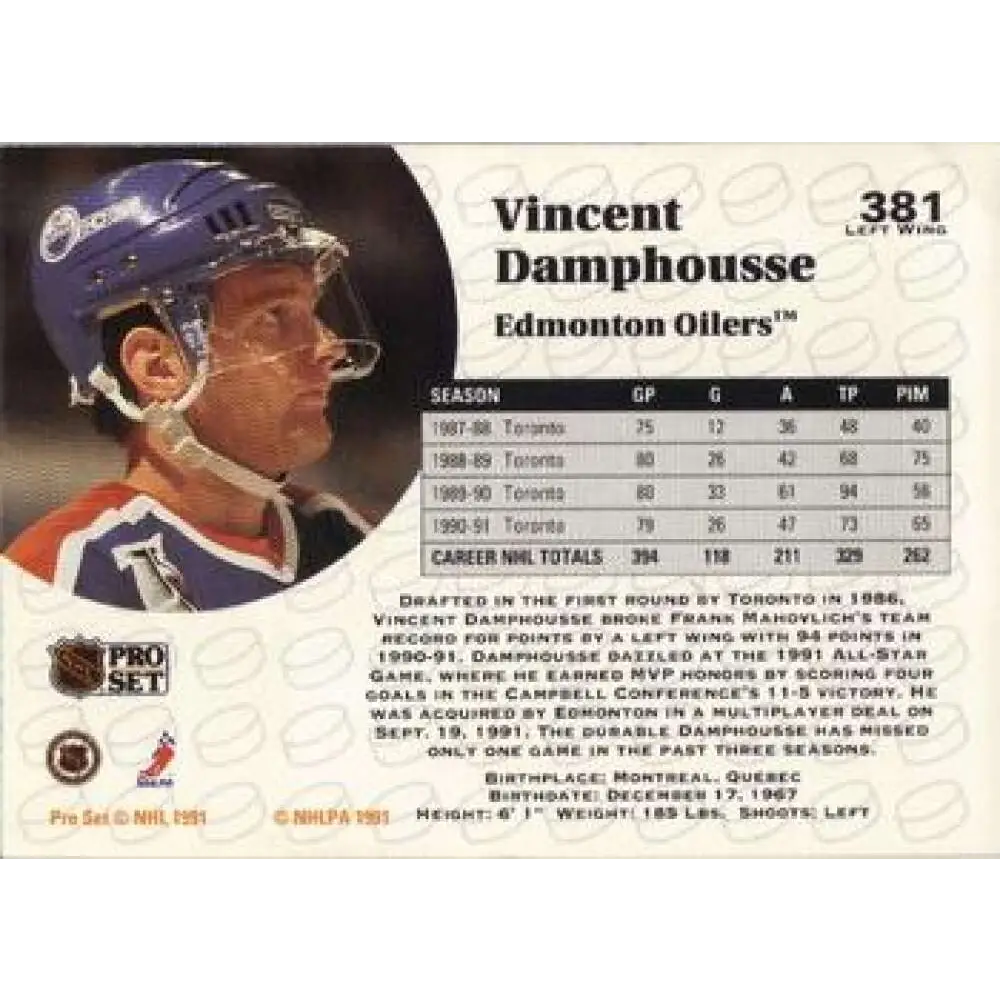 Vincent
Damphousse
Edmonton Oilers™
381
LEFT WING
OILERS
SEASON GP G A TP PIM
1987-88 Toronto 75 12 36 48 40
1988-89 Toronto 80 26 42 68 75
1989-90 Toronto 80 33 61 94 56
1990-91 Toronto 79 26 47 73 65
CAREER NHL TOTALS 394 118 211 329 262
DRAFTED IN THE FIRST ROUND BY TORONTO IN 1986,
VINCENT DAMPHOUSSE BROKE FRANK MAHOVLICH'S TEAM
RECORD FOR POINTS BY A LEFT WING WITH 94 POINTS IN
1990-91. DAMPHOUSSE DAZZLED AT THE 1991 ALL-STAR
GAME, WHERE HE EARNED MVP HONORS BY SCORING FOUR
GOALS IN THE CAMPBELL CONFERENCE'S 11-5 VICTORY. HE
WAS ACQUIRED BY EDMONTON IN A MULTIPLAYER DEAL ON
SEPT. 19, 1991. THE DURABLE DAMPHOUSSE HAS MISSED
ONLY ONE GAME IN THE PAST THREE SEASONS.
BIRTHPLACE: MONTREAL, QUEBEC
BIRTHDATE: DECEMBER 17, 1967
HEIGHT: 6' 1" WEIGHT: 185 LBS. SHOOTS: LEFT
PRO
SET
Pro Set © NHL 1991
© NHLPA 1991